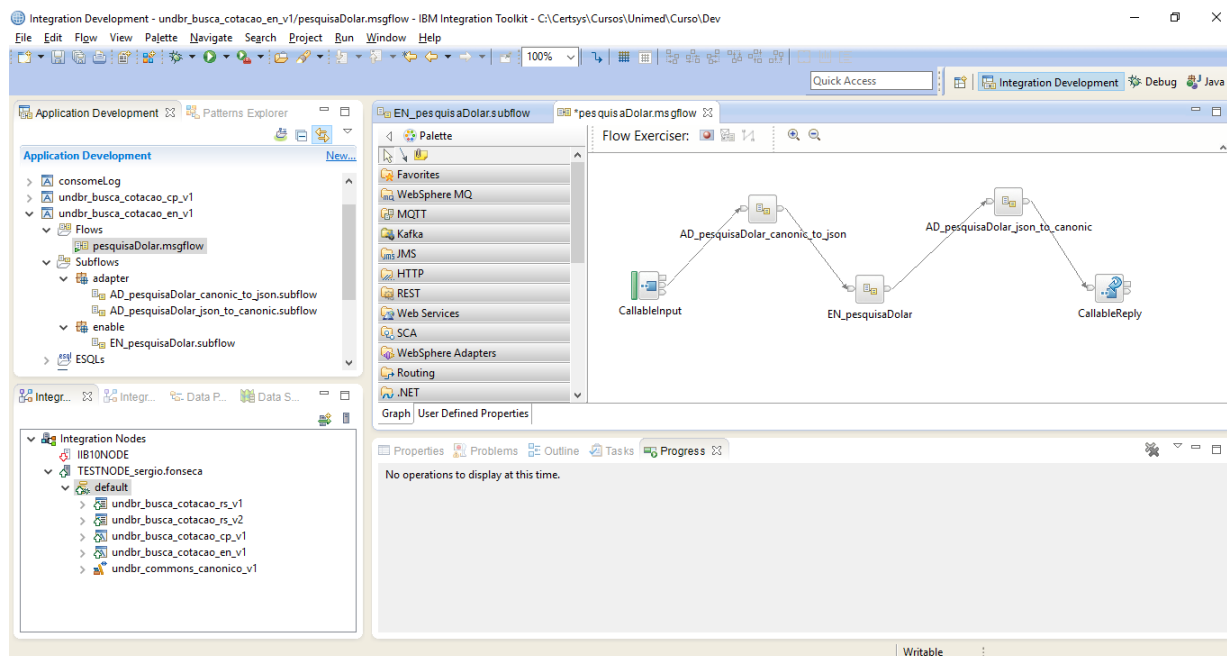 Integration Development - undbr_busca_cotacao_en_v1/pesquisaDolar.msgflow - IBM Integration Toolkit - C:\Certsys\Cursos\Unimed\Curso\Dev
File Edit Flow View Palette Navigate Search Project Run Window Help
100%
Quick Access
Integration Development Debug Java
Application Development Patterns Explorer
Application Development New...
consomeLog
undbr_busca_cotacao_cp_v1
undbr_busca_cotacao_en_v1
Flows
pesquisaDolar.msgflow
Subflows
adapter
AD_pesquisaDolar_canonic_to_json.subflow
AD_pesquisaDolar_json_to_canonic.subflow
enable
EN_pesquisaDolar.subflow
ESQLs
EN_pesquisaDolar.subflow *pesquisaDolar.msgflow
Palette
Favorites
WebSphere MQ
MQTT
Kafka
JMS
HTTP
REST
Web Services
SCA
WebSphere Adapters
Routing
.NET
Graph User Defined Properties
Flow Exerciser:
AD_pesquisaDolar_canonic_to_json
AD_pesquisaDolar_json_to_canonic
CallableInput
EN_pesquisaDolar
CallableReply
Integr... Integr... Data P... Data S...
Integration Nodes
IIB10NODE
TESTNODE_sergio.fonseca
default
undbr_busca_cotacao_rs_v1
undbr_busca_cotacao_rs_v2
undbr_busca_cotacao_cp_v1
undbr_busca_cotacao_en_v1
undbr_commons_canonico_v1
Properties Problems Outline Tasks Progress
No operations to display at this time.
Writable